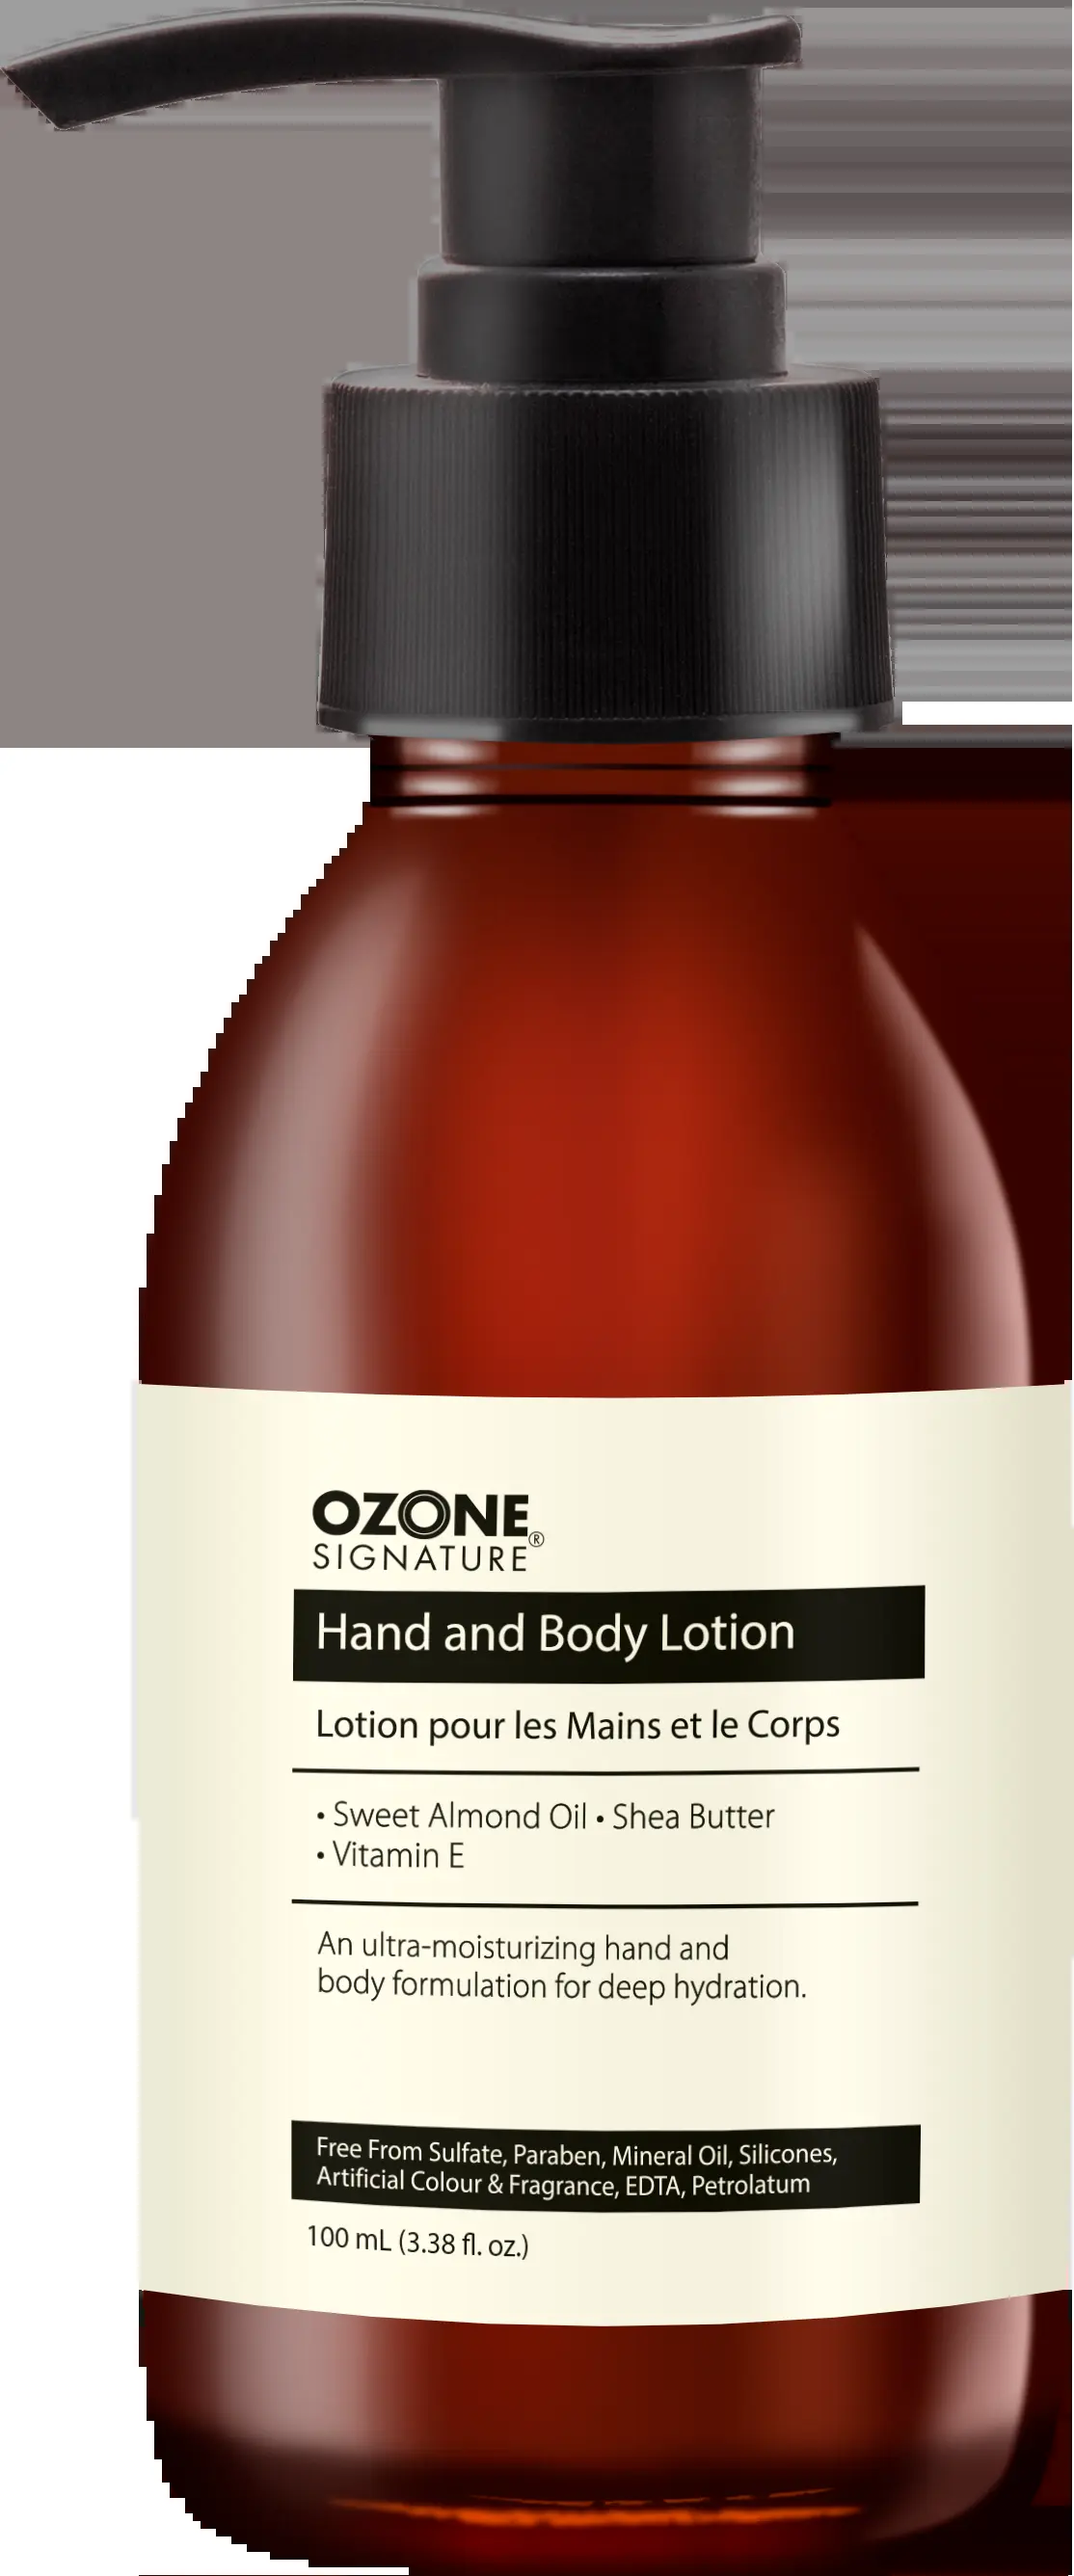 OZONE®
SIGNATURE
Hand and Body Lotion
Lotion pour les Mains et le Corps
• Sweet Almond Oil • Shea Butter
• Vitamin E
An ultra-moisturizing hand and
body formulation for deep hydration.
Free From Sulfate, Paraben, Mineral Oil, Silicones,
Artificial Colour & Fragrance, EDTA, Petrolatum
100 mL (3.38 fl. oz.)